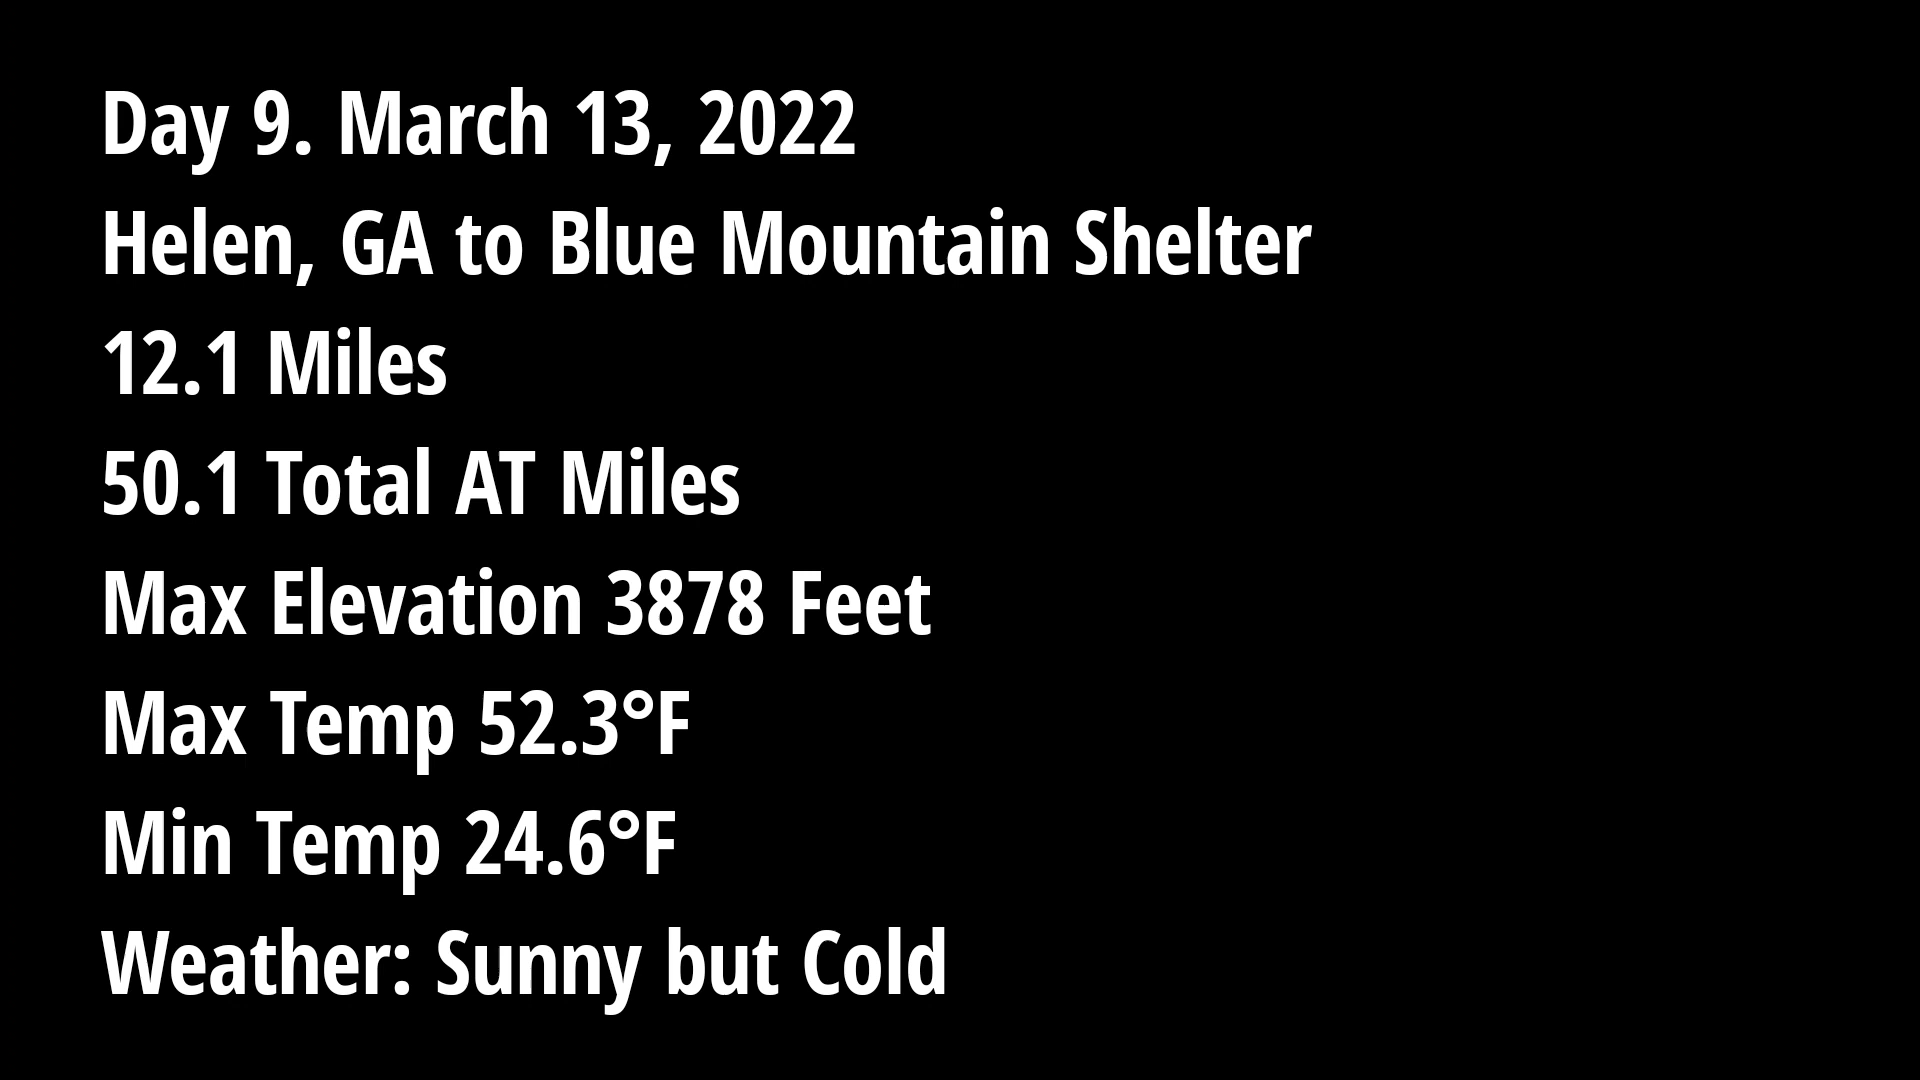 Day 9. March 13, 2022
Helen, GA to Blue Mountain Shelter
12.1 Miles
50.1 Total AT Miles
Max Elevation 3878 Feet
Max Temp 52.3°F
Min Temp 24.6°F
Weather: Sunny but Cold